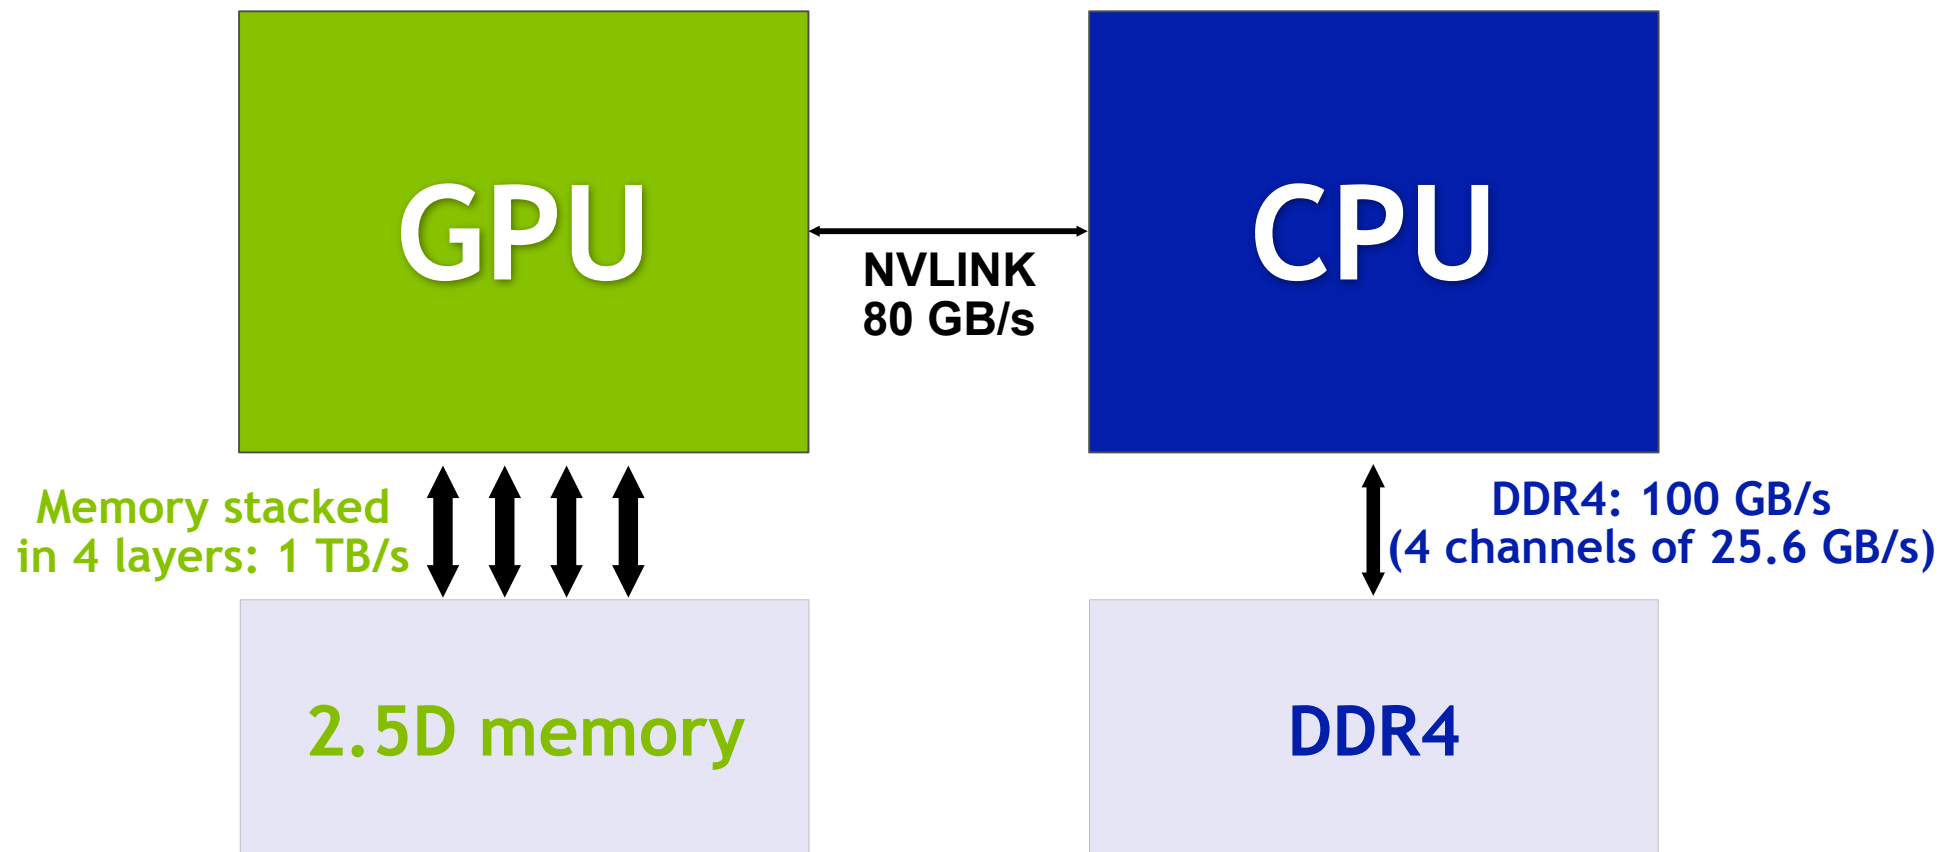 GPU
CPU
NVLINK
80 GB/s
Memory stacked
in 4 layers: 1 TB/s
DDR4: 100 GB/s
(4 channels of 25.6 GB/s)
2.5D memory
DDR4